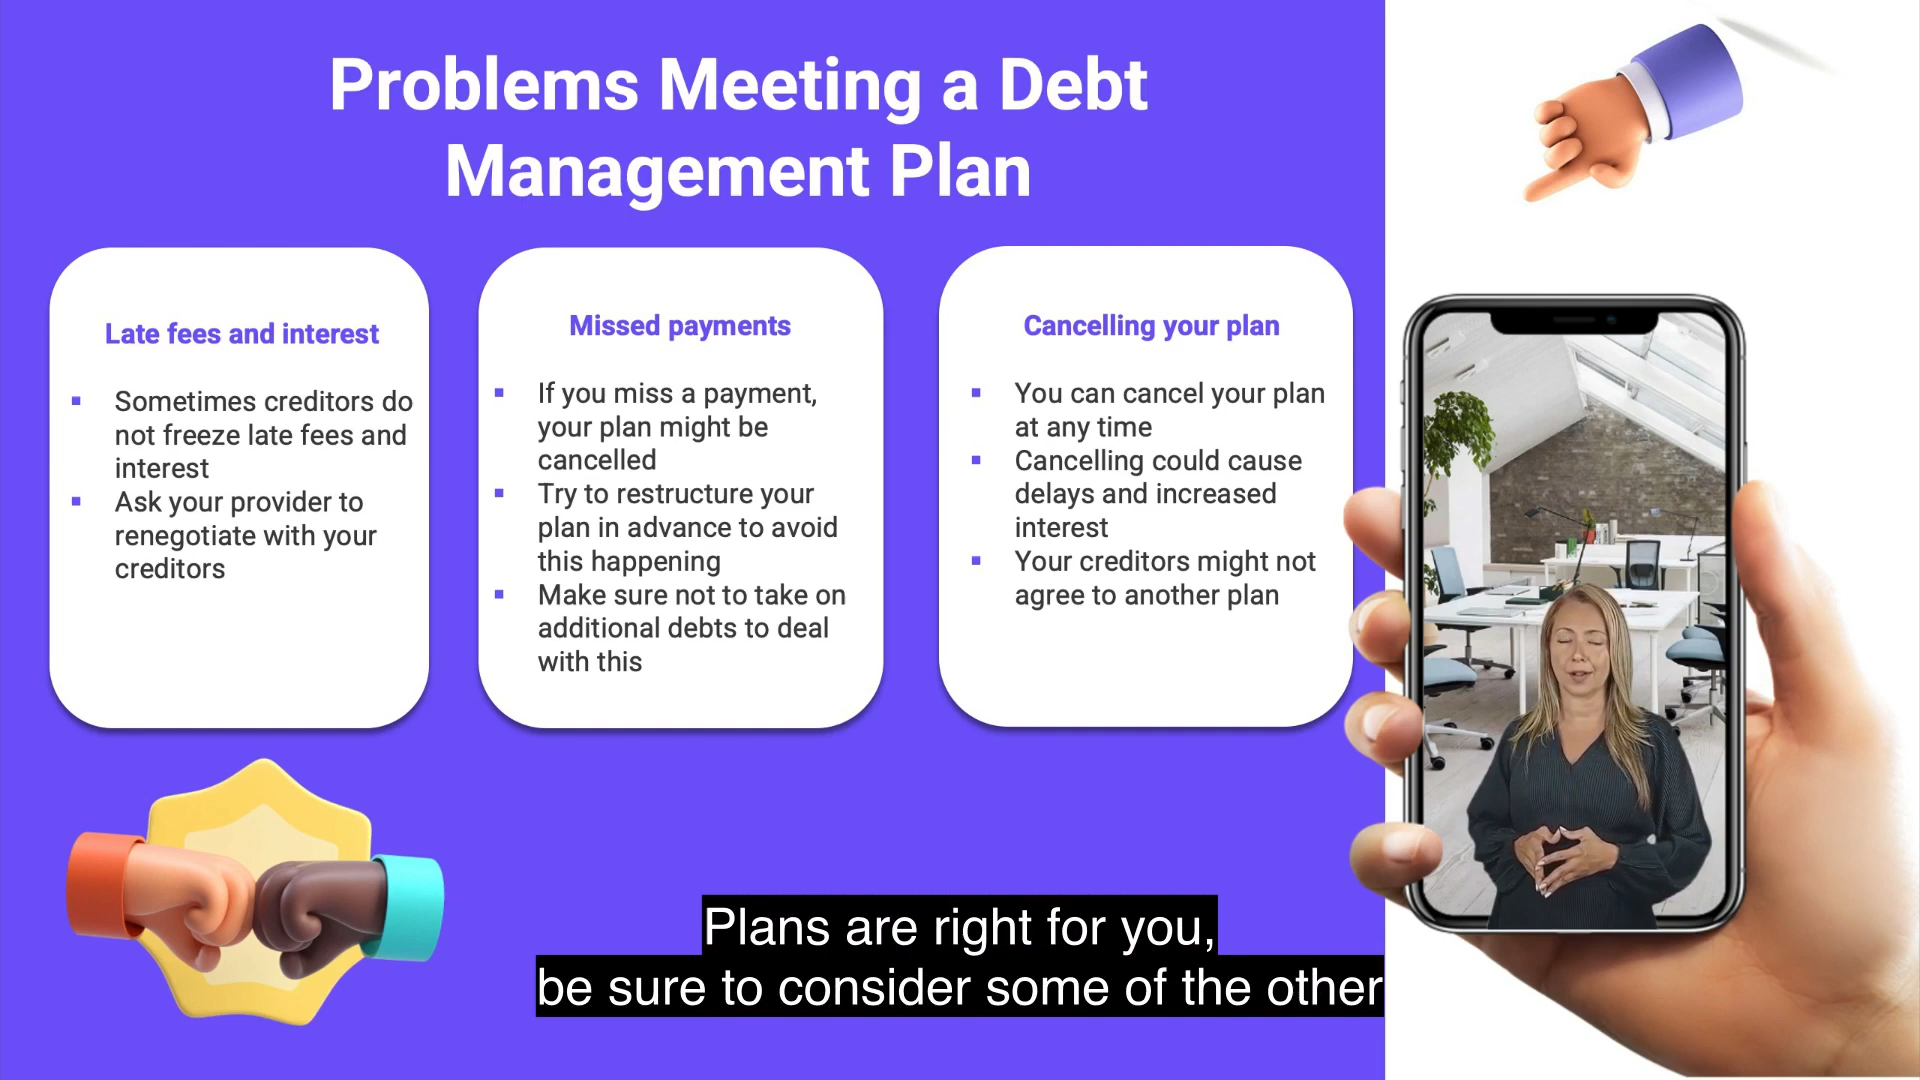 Problems Meeting a Debt
Management Plan
Late fees and interest
Sometimes creditors do
not freeze late fees and
interest
Ask your provider to
renegotiate with your
creditors
Missed payments
If you miss a payment,
your plan might be
cancelled
Try to restructure your
plan in advance to avoid
this happening
Make sure not to take on
additional debts to deal
with this
Cancelling your plan
You can cancel your plan
at any time
Cancelling could cause
delays and increased
interest
Your creditors might not
agree to another plan
Plans are right for you,
be sure to consider some of the other